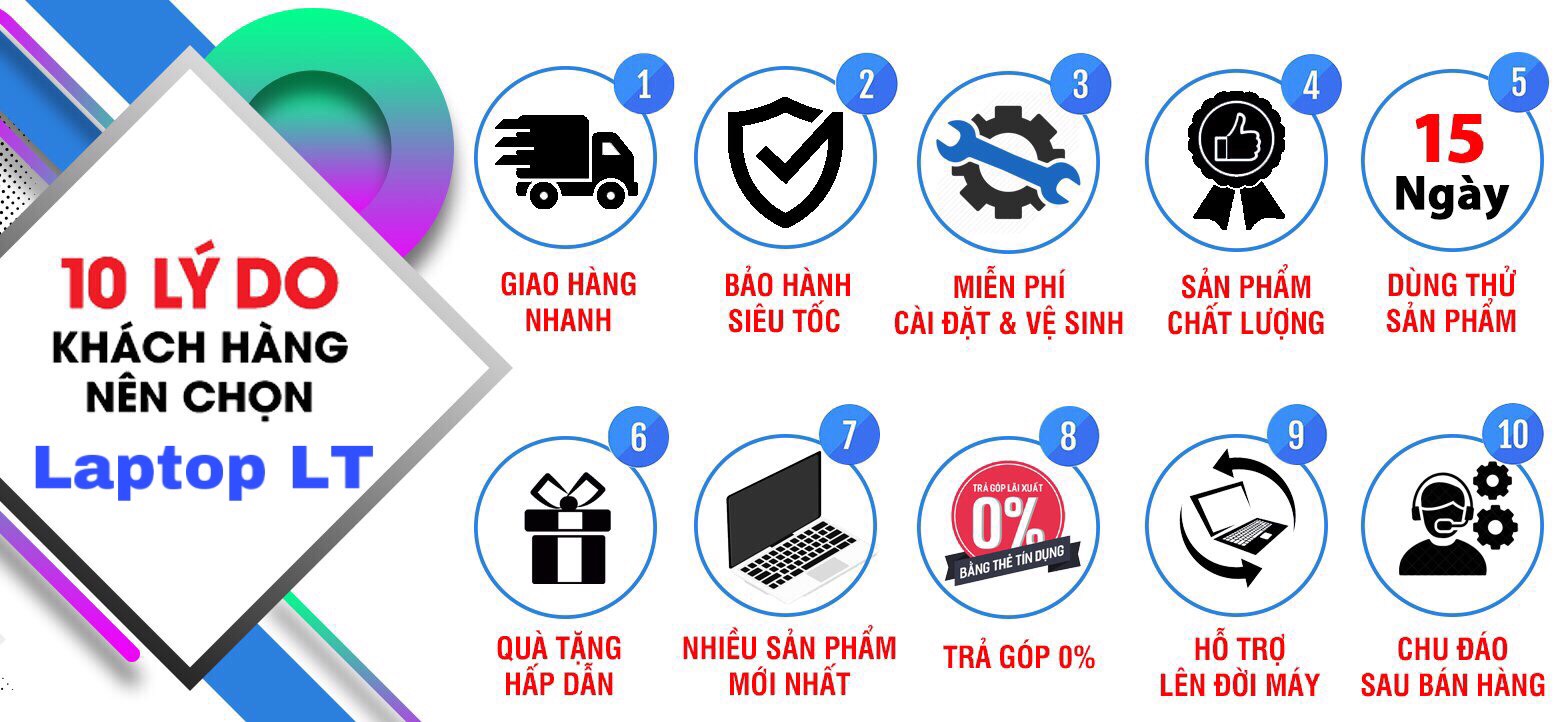 10 LÝ DO
KHÁCH HÀNG
NÊN CHỌN
Laptop LT
1
GIAO HÀNG
NHANH
2
BẢO HÀNH
SIÊU TỐC
3
MIỄN PHÍ
CÀI ĐẶT & VỆ SINH
4
SẢN PHẨM
CHẤT LƯỢNG
5
15
Ngày
DÙNG THỬ
SẢN PHẨM
6
QUÀ TẶNG
HẤP DẪN
7
NHIỀU SẢN PHẨM
MỚI NHẤT
8
TRẢ GÓP LÃI XUẤT
0%
BẰNG THẺ TÍN DỤNG
TRẢ GÓP 0%
9
HỖ TRỢ
LÊN ĐỜI MÁY
10
CHU ĐÁO
SAU BÁN HÀNG